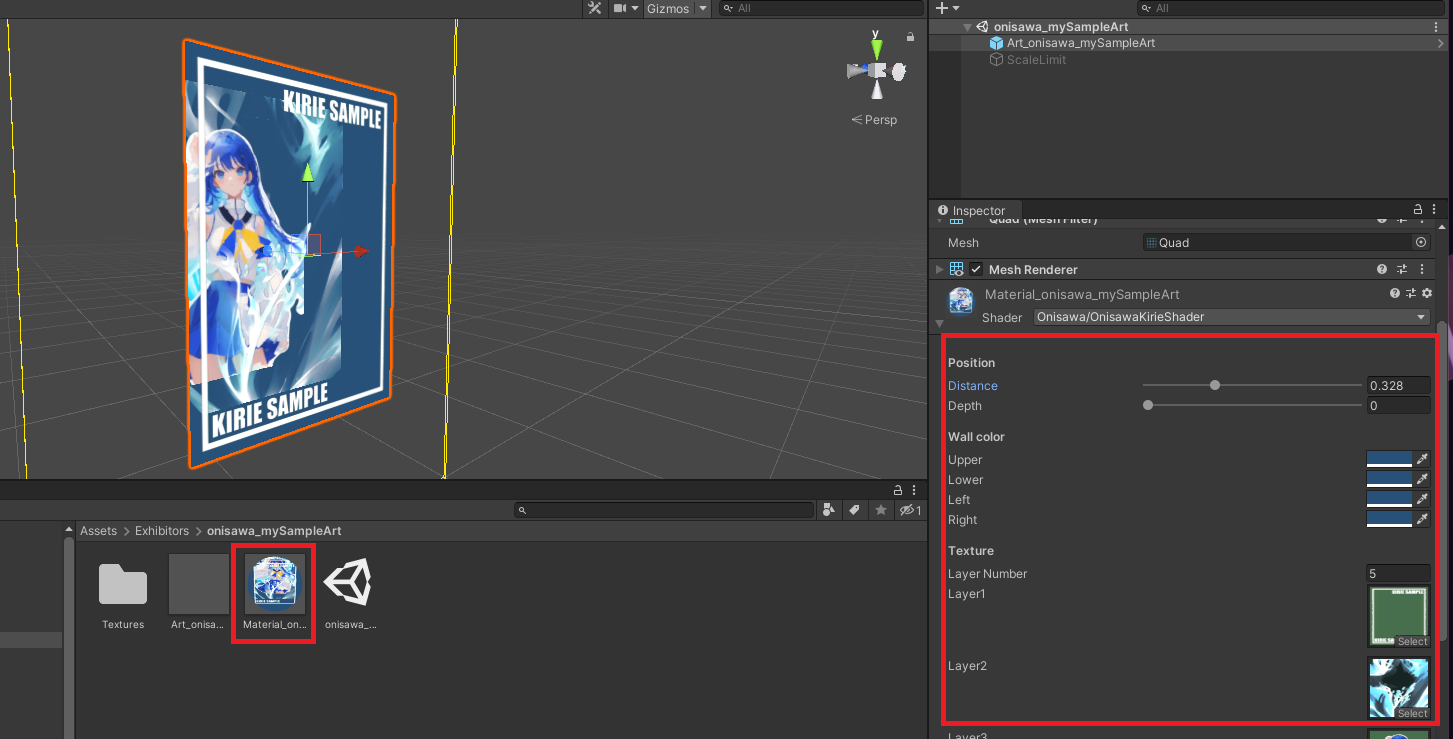 Gizmos
All
All
onisawa_mySampleArt
Art_onisawa_mySampleArt
ScaleLimit
y
Persp
KIRIE SAMPLE
KIRIE SAMPLE
Inspector
Quad (Mesh Filter)
Mesh
Quad
Mesh Renderer
Material_onisawa_mySampleArt
Shader
Onisawa/OnisawaKirieShader
Position
Distance
0.328
Depth
0
Wall color
Upper
Lower
Left
Right
Texture
Layer Number
5
Layer1
KIRIE SAMPLE
Select
Layer2
Select
Layer3
1
Assets > Exhibitors > onisawa_mySampleArt
Textures
Art_onisa...
Material_on...
onisawa_...